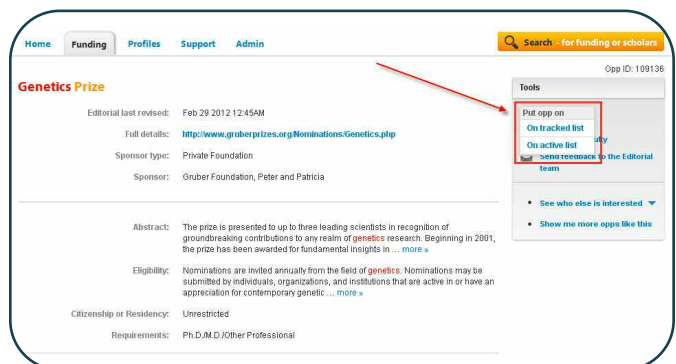 Home Funding Profiles Support Admin
Search - for funding or scholars
Opp ID: 109136
Genetics Prize
Editorial last revised: Feb 29 2012 12:45AM
Full details: http://www.gruberprizes.org/Nominations/Genetics.php
Sponsor type: Private Foundation
Sponsor: Gruber Foundation, Peter and Patricia
Abstract: The prize is presented to up to three leading scientists in recognition of
groundbreaking contributions to any realm of genetics research. Beginning in 2001,
the prize has been awarded for fundamental insights in ... more »
Eligibility: Nominations are invited annually from the field of genetics. Nominations may be
submitted by individuals, organizations, and institutions that are active in or have an
appreciation for contemporary genetic ... more »
Citizenship or Residency: Unrestricted
Requirements: Ph.D./M.D./Other Professional
Tools
Put opp on
On tracked list
On active list
Send feedback to the Editorial
team
• See who else is interested
• Show me more opps like this